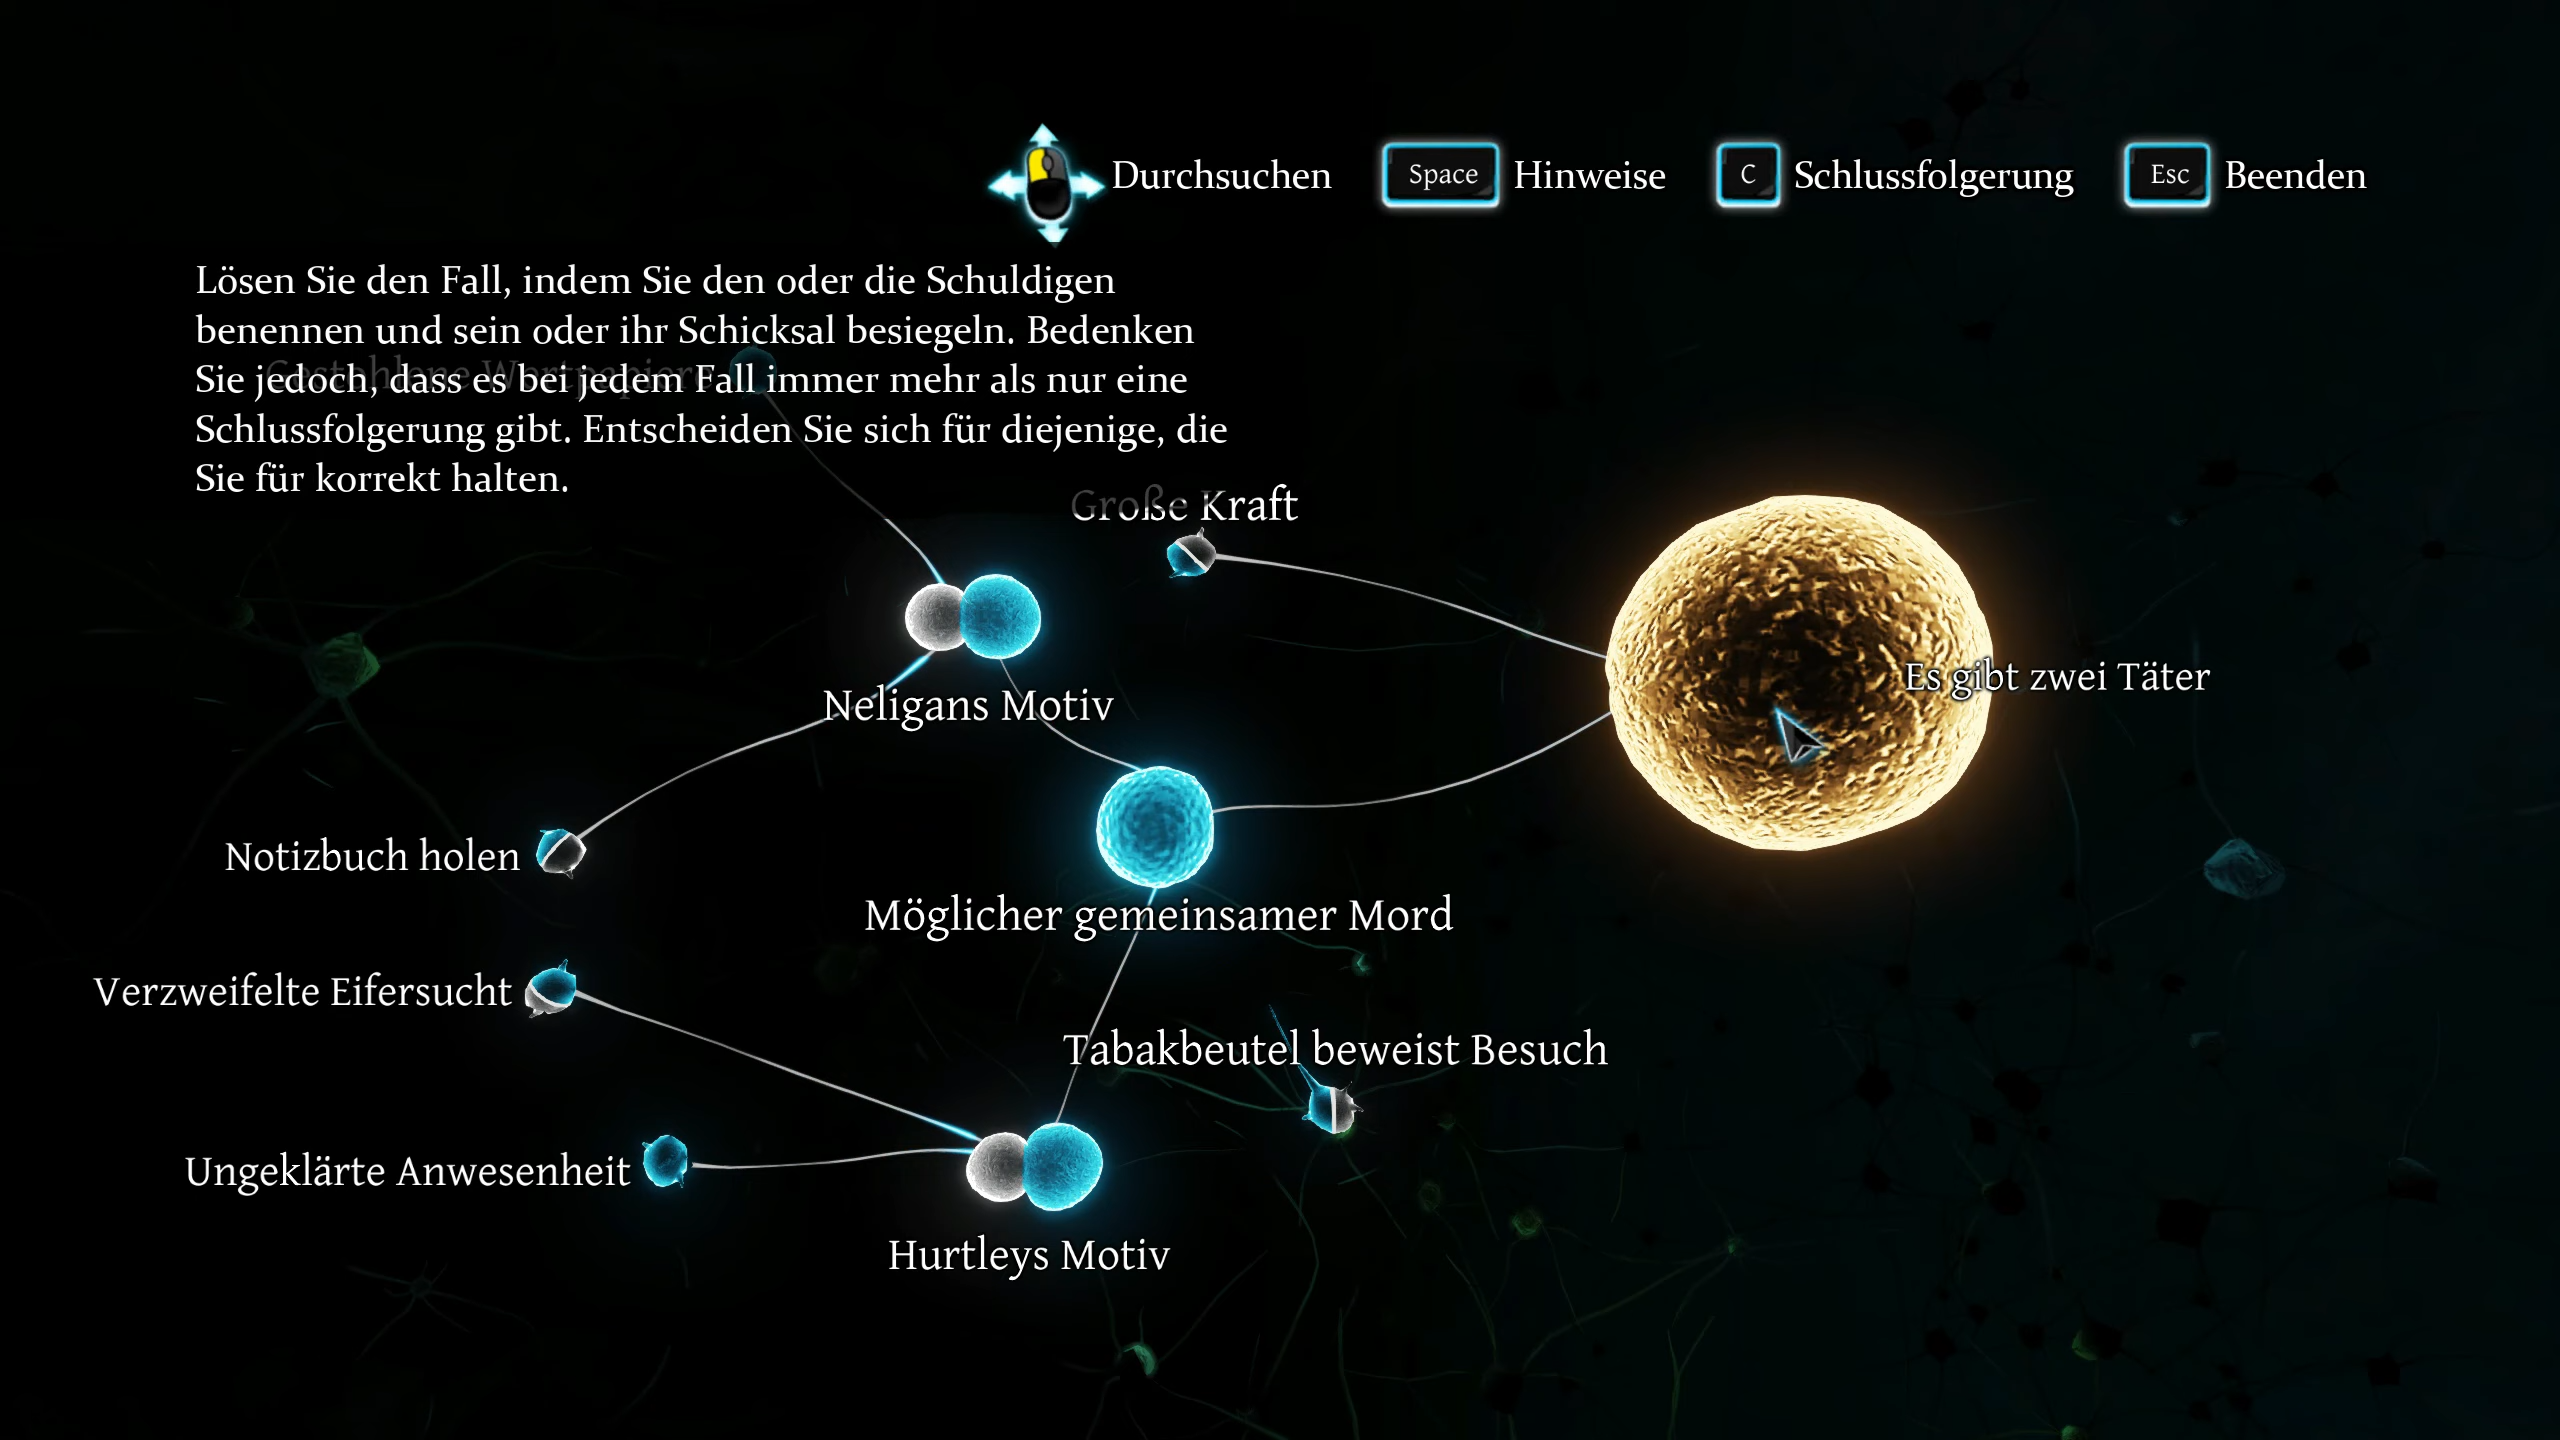 Durchsuchen
Space
Hinweise
C
Schlussfolgerung
Esc
Beenden
Lösen Sie den Fall, indem Sie den oder die Schuldigen
benennen und sein oder ihr Schicksal besiegeln. Bedenken
Sie jedoch, dass es bei jedem Fall immer mehr als nur eine
Schlussfolgerung gibt. Entscheiden Sie sich für diejenige, die
Sie für korrekt halten.
Gestohlene Wertpapiere
Große Kraft
Es gibt zwei Täter
Neligans Motiv
Notizbuch holen
Möglicher gemeinsamer Mord
Verzweifelte Eifersucht
Tabakbeutel beweist Besuch
Ungeklärte Anwesenheit
Hurtleys Motiv